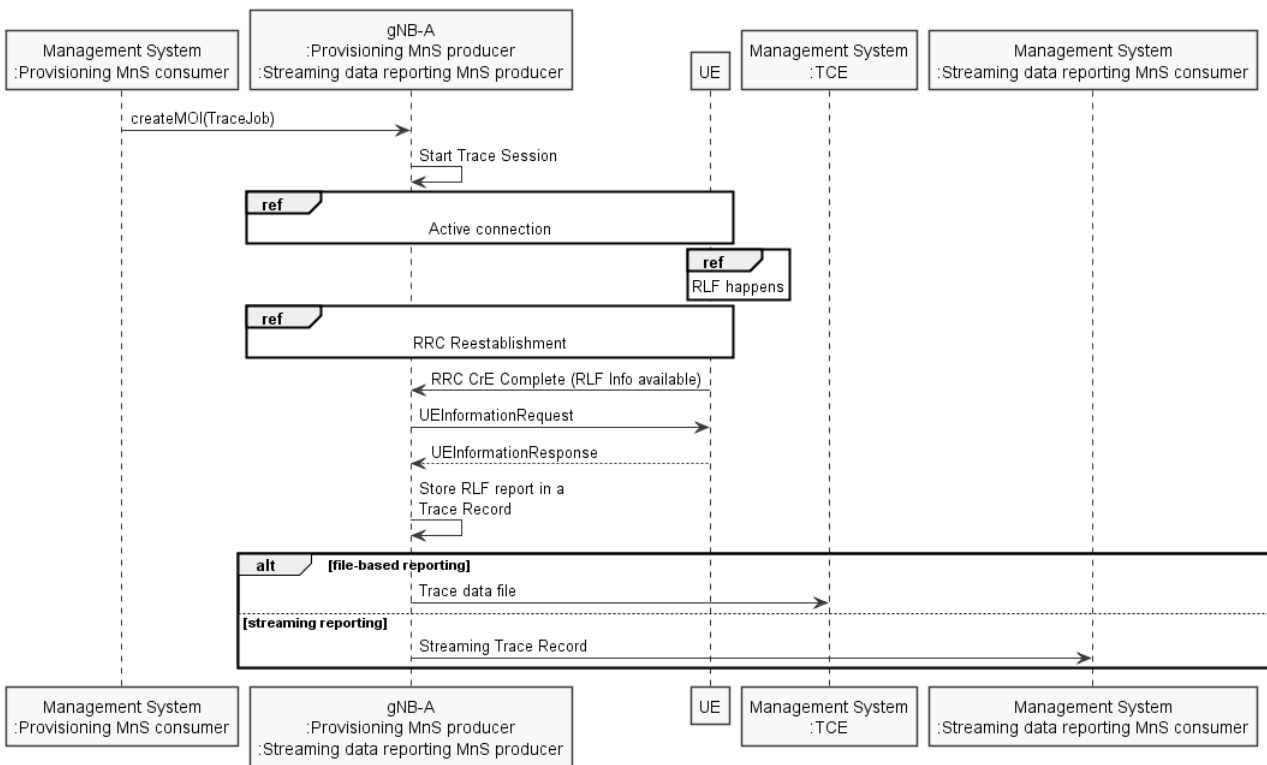 Management System
:Provisioning MnS consumer
gNB-A
:Provisioning MnS producer
:Streaming data reporting MnS producer
UE
Management System
:TCE
Management System
:Streaming data reporting MnS consumer
createMOI(TraceJob)
Start Trace Session
ref
Active connection
ref
RLF happens
ref
RRC Reestablishment
RRC CrE Complete (RLF Info available)
UEInformationRequest
UEInformationResponse
Store RLF report in a
Trace Record
alt [file-based reporting]
Trace data file
[streaming reporting]
Streaming Trace Record
Management System
:Provisioning MnS consumer
gNB-A
:Provisioning MnS producer
:Streaming data reporting MnS producer
UE
Management System
:TCE
Management System
:Streaming data reporting MnS consumer